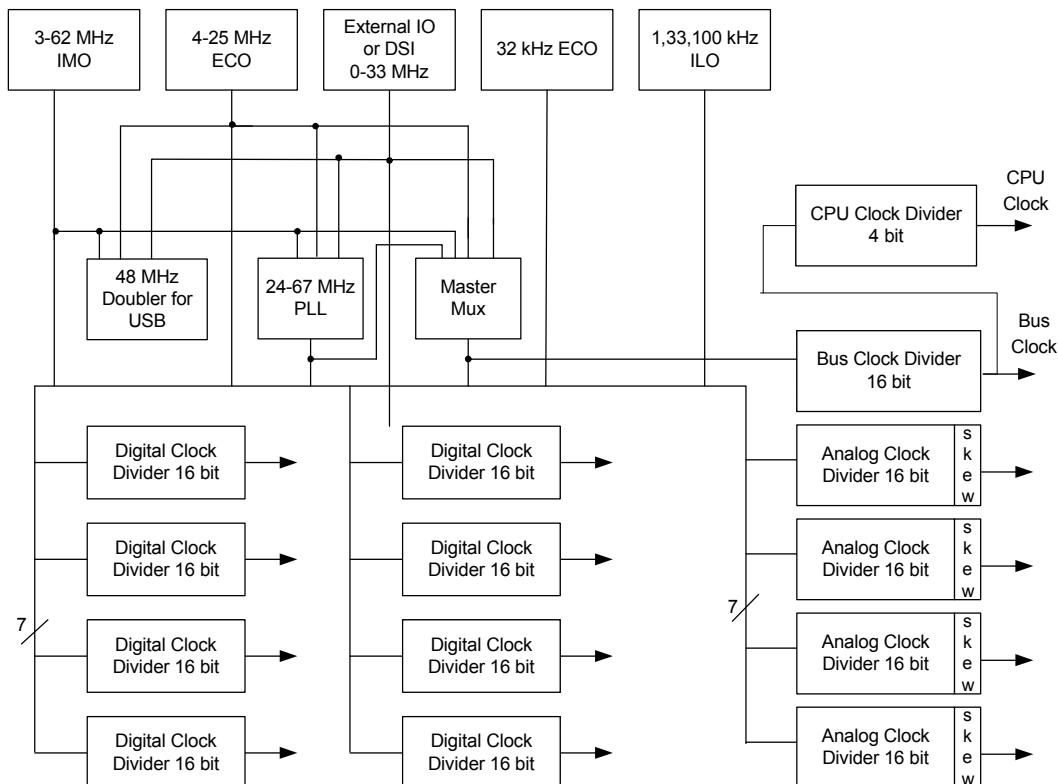 3-62 MHz
IMO
4-25 MHz
ECO
External IO
or DSI
0-33 MHz
32 kHz ECO
1,33,100 kHz
ILO
48 MHz
Doubler for
USB
24-67 MHz
PLL
Master
Mux
CPU Clock Divider
4 bit
CPU
Clock
Bus Clock Divider
16 bit
Bus
Clock
Digital Clock
Divider 16 bit
Digital Clock
Divider 16 bit
Analog Clock
Divider 16 bit
s
k
e
w
Digital Clock
Divider 16 bit
Digital Clock
Divider 16 bit
Analog Clock
Divider 16 bit
s
k
e
w
7
7
Digital Clock
Divider 16 bit
Digital Clock
Divider 16 bit
Analog Clock
Divider 16 bit
s
k
e
w
Digital Clock
Divider 16 bit
Digital Clock
Divider 16 bit
Analog Clock
Divider 16 bit
s
k
e
w